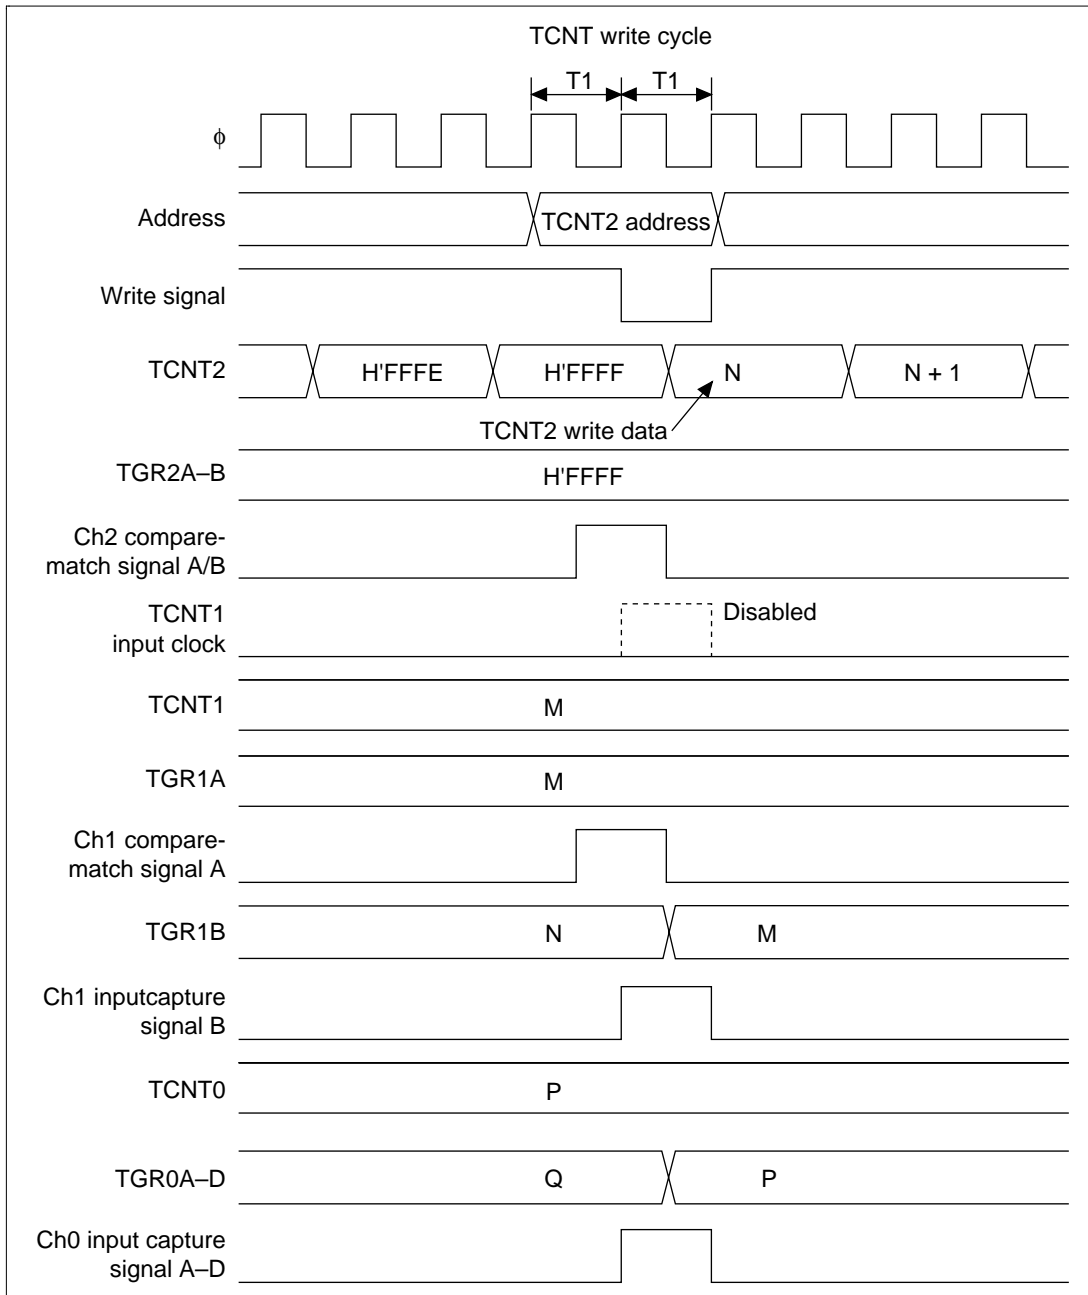 TCNT write cycle
T1 T1
ϕ
Address TCNT2 address
Write signal
TCNT2 H'FFFE H'FFFF N N + 1
TCNT2 write data
TGR2A–B H'FFFF
Ch2 compare-
match signal A/B
TCNT1 Disabled
input clock
TCNT1 M
TGR1A M
Ch1 compare-
match signal A
TGR1B N M
Ch1 inputcapture
signal B
TCNT0 P
TGR0A–D Q P
Ch0 input capture
signal A–D